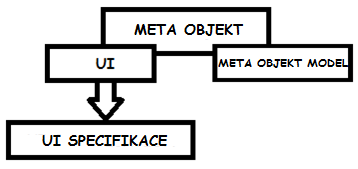 META OBJEKT
UI
META OBJEKT MODEL
UI SPECIFIKACE